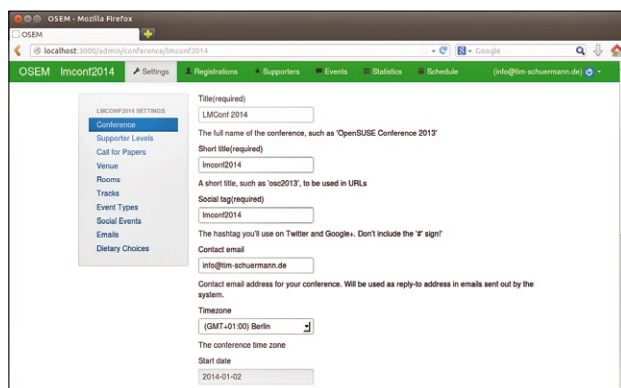 OSEM - Mozilla Firefox
OSEM
localhost:3000/admin/conference/lmconf2014
Google
OSEM lmconf2014 Settings Registrations Supporters Events Statistics Schedule (info@tim-schuermann.de)
LMCONF2014 SETTINGS
Conference
Supporter Levels
Call for Papers
Venue
Rooms
Tracks
Event Types
Social Events
Emails
Dietary Choices
Title(required)
LMConf 2014
The full name of the conference, such as 'OpenSUSE Conference 2013'
Short title(required)
lmconf2014
A short title, such as 'osc2013', to be used in URLs
Social tag(required)
lmconf2014
The hashtag you'll use on Twitter and Google+. Don't include the '#' sign!'
Contact email
info@tim-schuermann.de
Contact email address for your conference. Will be used as reply-to address in emails sent out by the
system.
Timezone
(GMT+01:00) Berlin
The conference time zone
Start date
2014-01-02